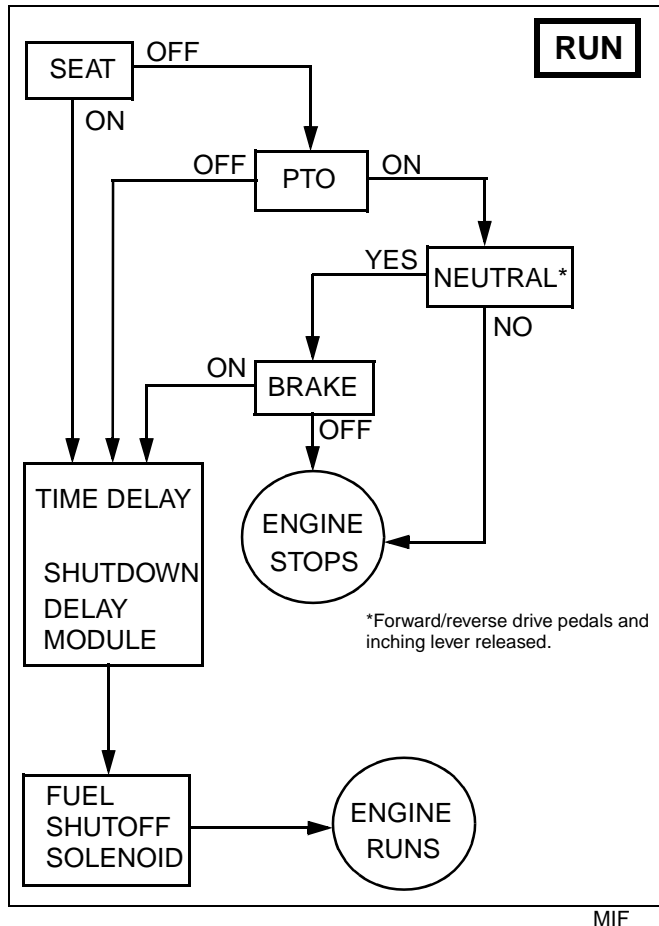 RUN
SEAT
OFF
ON
OFF
PTO
ON
YES
NEUTRAL*
NO
ON
BRAKE
OFF
TIME DELAY
SHUTDOWN
DELAY
MODULE
ENGINE
STOPS
*Forward/reverse drive pedals and
inching lever released.
FUEL
SHUTOFF
SOLENOID
ENGINE
RUNS
MIF